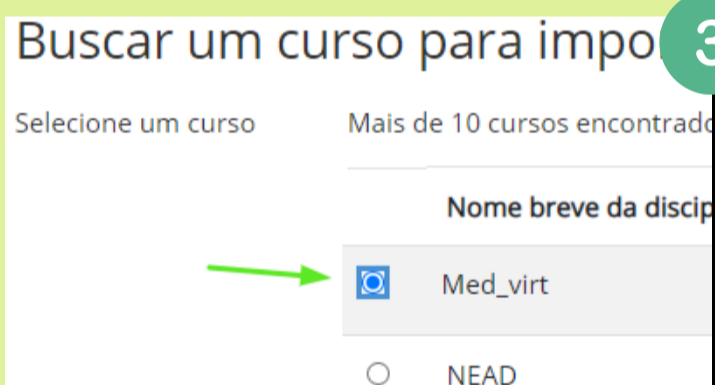 Buscar um curso para impo
3
Selecione um curso
Mais de 10 cursos encontrado
Nome breve da discip
Med_virt
NEAD